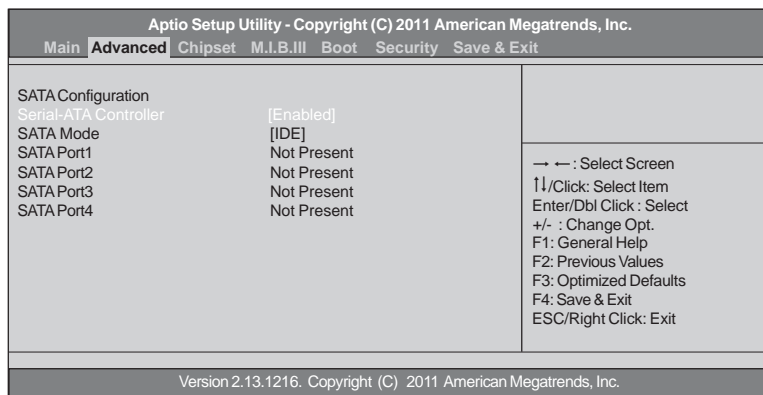 Aptio Setup Utility - Copyright (C) 2011 American Megatrends, Inc.
Main Advanced Chipset M.I.B.III Boot Security Save & Exit
SATA Configuration
Serial-ATA Controller [Enabled]
SATA Mode [IDE]
SATA Port1 Not Present
SATA Port2 Not Present
SATA Port3 Not Present
SATA Port4 Not Present
→ ←: Select Screen
↑↓/Click: Select Item
Enter/Dbl Click : Select
+/- : Change Opt.
F1: General Help
F2: Previous Values
F3: Optimized Defaults
F4: Save & Exit
ESC/Right Click: Exit
Version 2.13.1216. Copyright (C) 2011 American Megatrends, Inc.